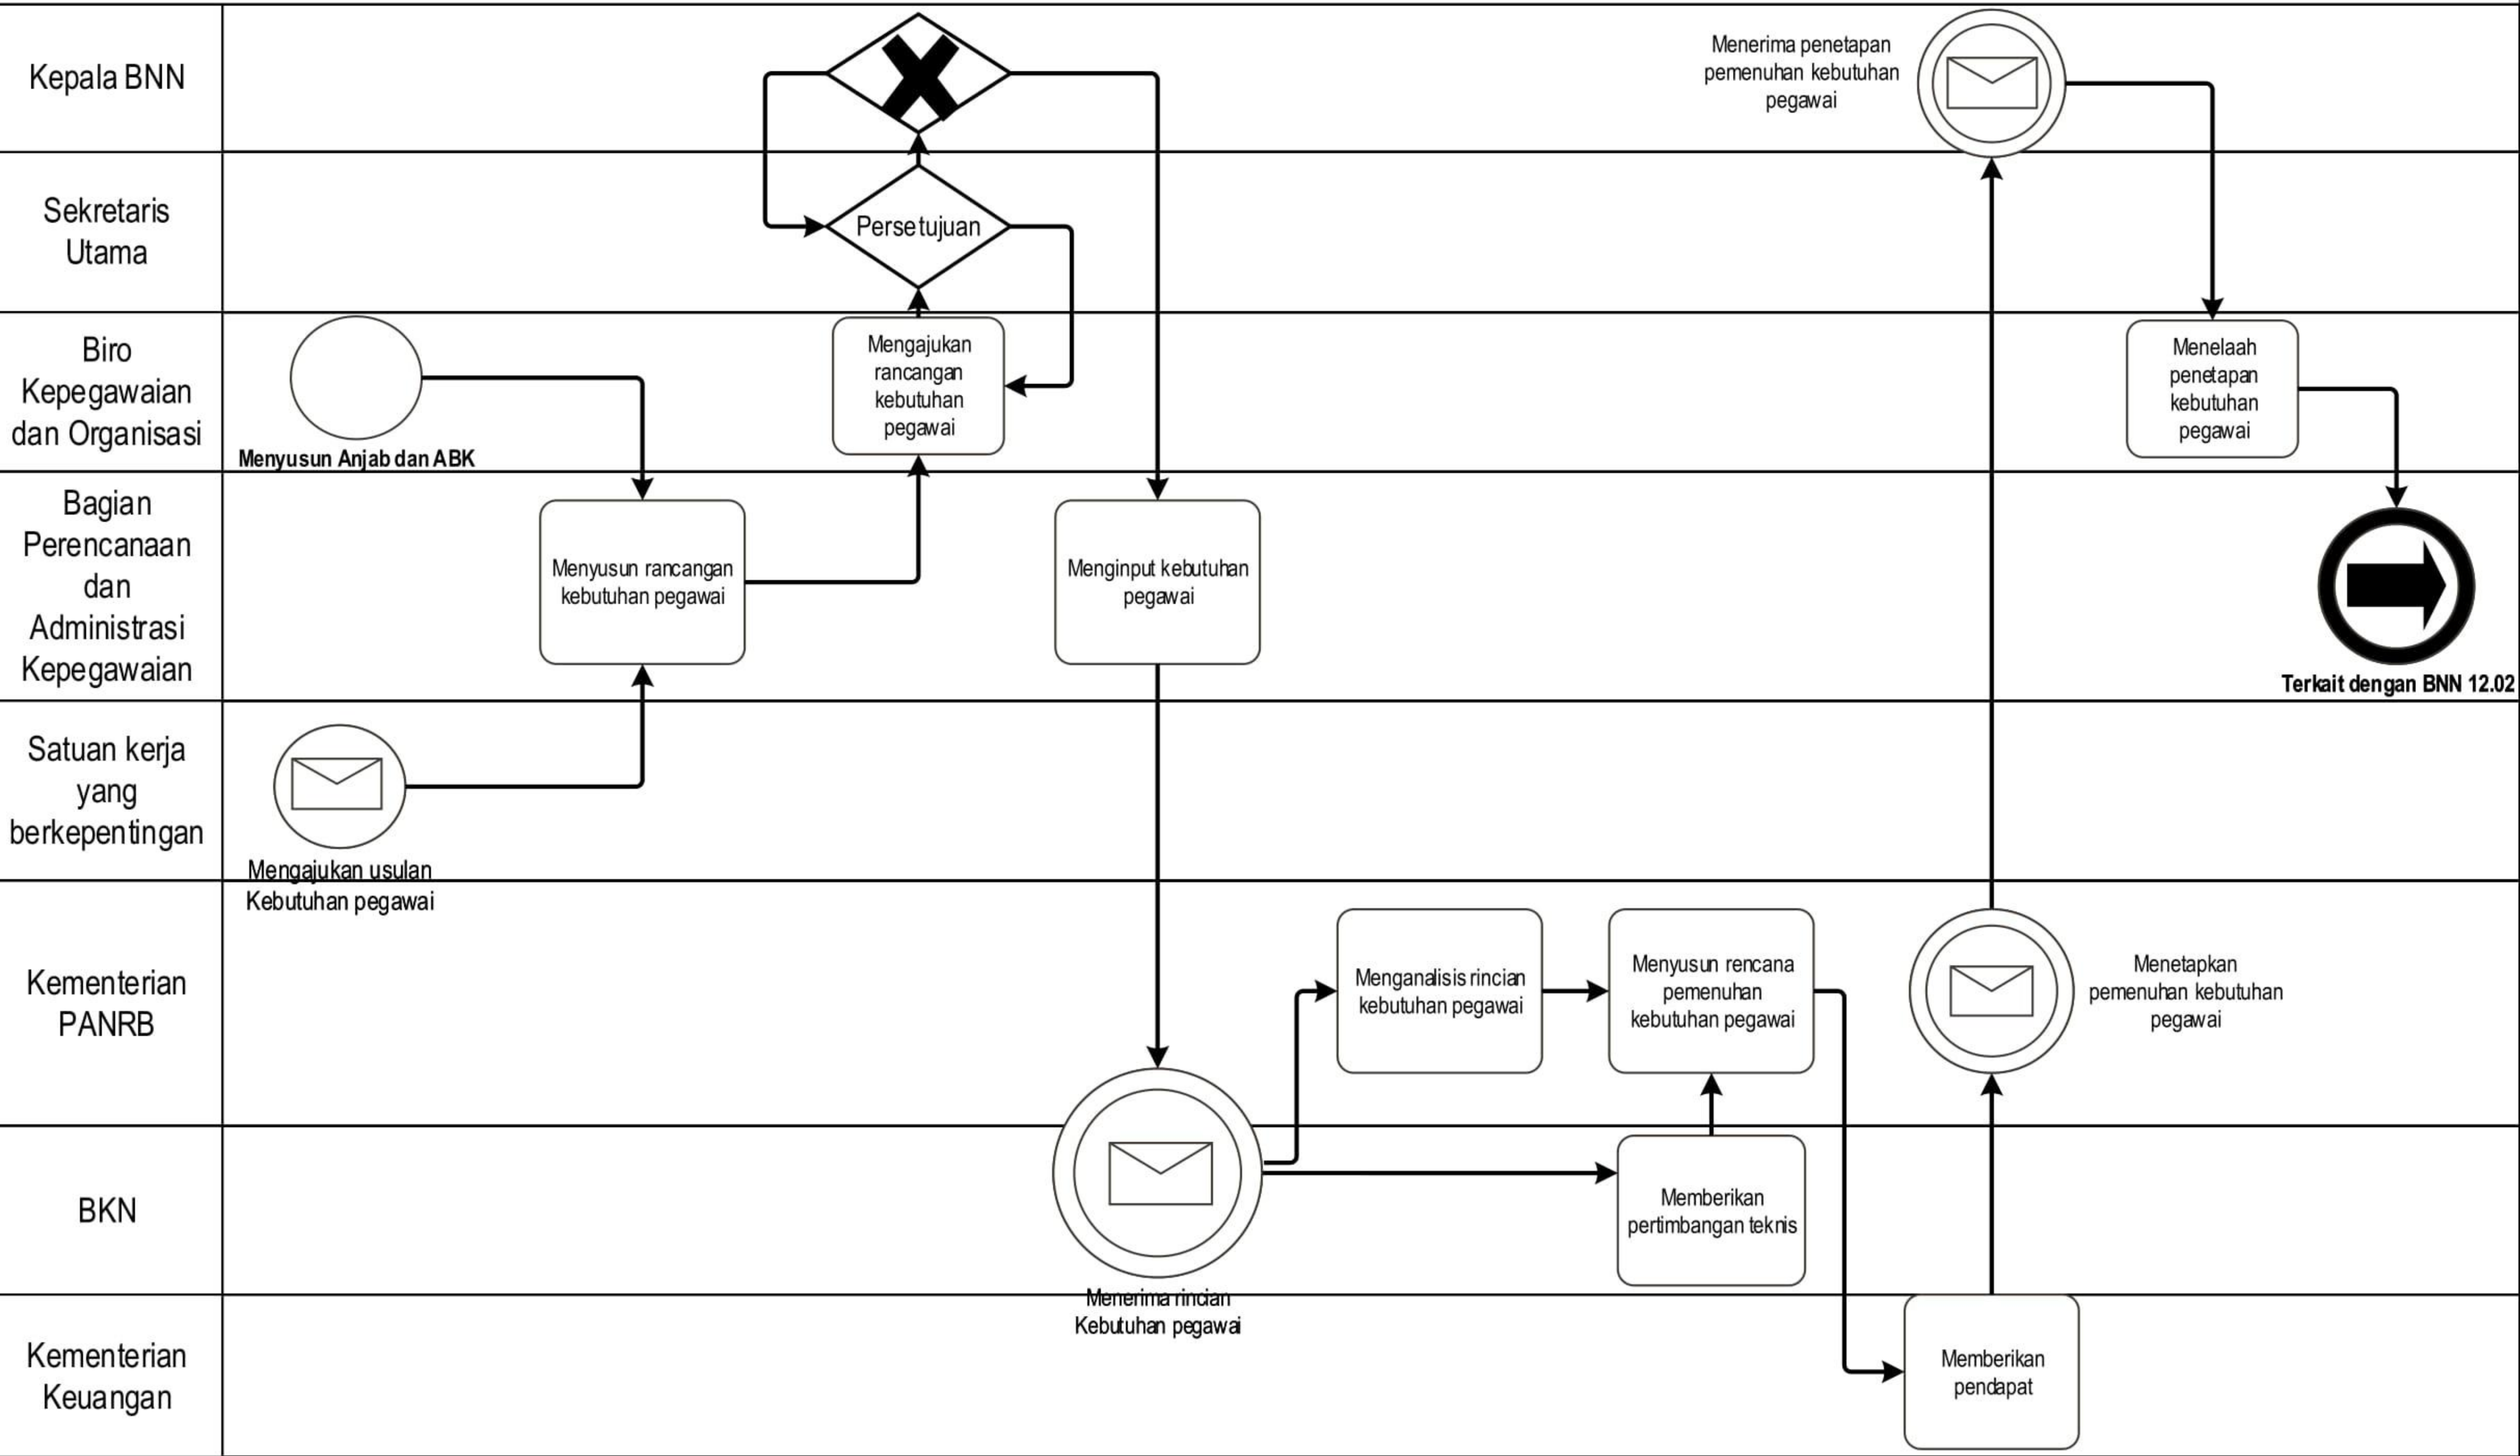 Kepala BNN
Menerima penetapan
pemenuhan kebutuhan
pegawai
Sekretaris
Utama
Persetujuan
Biro
Kepegawaian
dan Organisasi
Menyusun Anjab dan ABK
Mengajukan
rancangan
kebutuhan
pegawai
Menelaah
penetapan
kebutuhan
pegawai
Bagian
Perencanaan
dan
Administrasi
Kepegawaian
Menyusun rancangan
kebutuhan pegawai
Menginput kebutuhan
pegawai
Terkait dengan BNN 12.02
Satuan kerja
yang
berkepentingan
Mengajukan usulan
Kebutuhan pegawai
Kementerian
PANRB
Menganalisis rincian
kebutuhan pegawai
Menyusun rencana
pemenuhan
kebutuhan pegawai
Menetapkan
pemenuhan kebutuhan
pegawai
BKN
Menerima rincian
Kebutuhan pegawai
Memberikan
pertimbangan teknis
Kementerian
Keuangan
Memberikan
pendapat